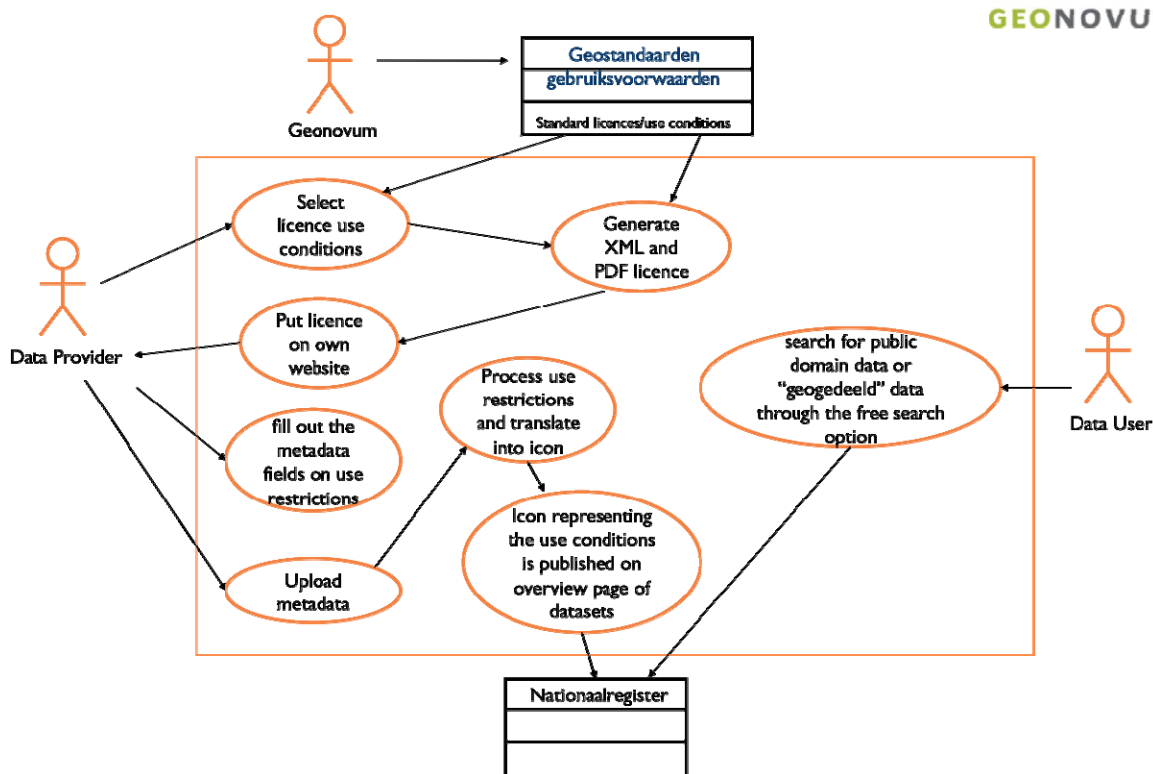 GEONOVU
Geostandaarden
gebruiksvoorwaarden
Standard licences/use conditions
Geonovum
Select
licence use
conditions
Generate
XML and
PDF licence
Data Provider
Put licence
on own
website
Process use
restrictions
and translate
into icon
search for public
domain data or
“geogedeeld” data
through the free search
option
Data User
fill out the
metadata
fields on use
restrictions
Icon representing
the use conditions
is published on
overview page of
datasets
Upload
metadata
Nationaalregister